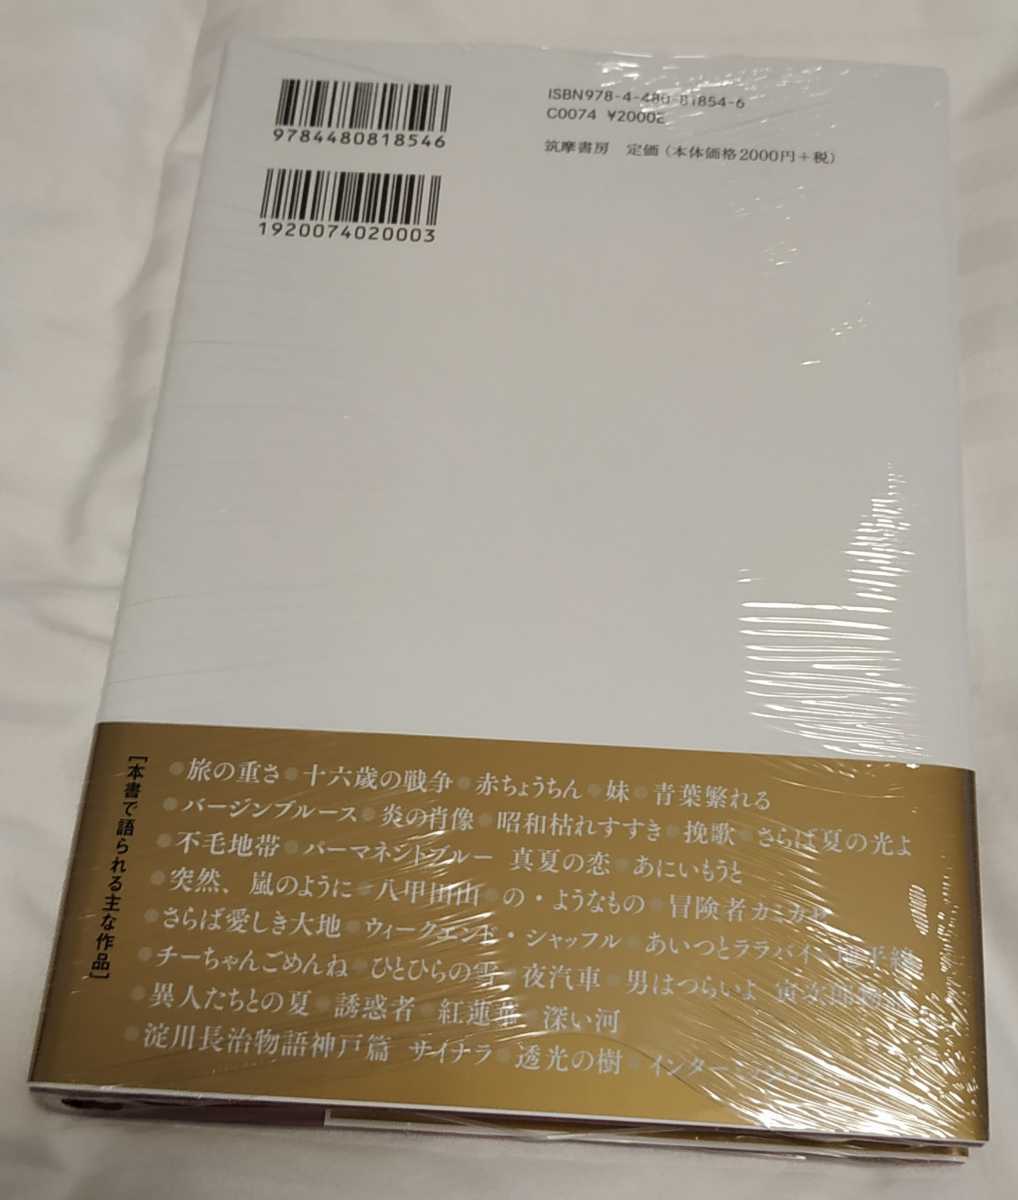 9784480818546
ISBN978-4-480-81854-6
C0074 ¥2000E
筑摩書房 定価(本体価格2000円+税)
1920074020003
[本書で語られる主な作品]
●旅の重さ●十六歳の戦争●赤ちょうちん●妹●青葉繁れる
●バージンブルース●炎の肖像●昭和枯れすすき●挽歌●さらば夏の光よ
●不毛地帯●パーマネントブルー 真夏の恋●あにいもうと
●突然、嵐のように●八甲田山●の・ようなもの●冒険者カミカゼ
●さらば愛しき大地●ウィークエンド・シャッフル●あいつとララバイ
●チーちゃんごめんね●ひとひらの雪●夜汽車●男はつらいよ
●異人たちとの夏●誘惑者●紅蓮華●深い河
●淀川長治物語神戸篇 サイナラ●透光の樹●インター